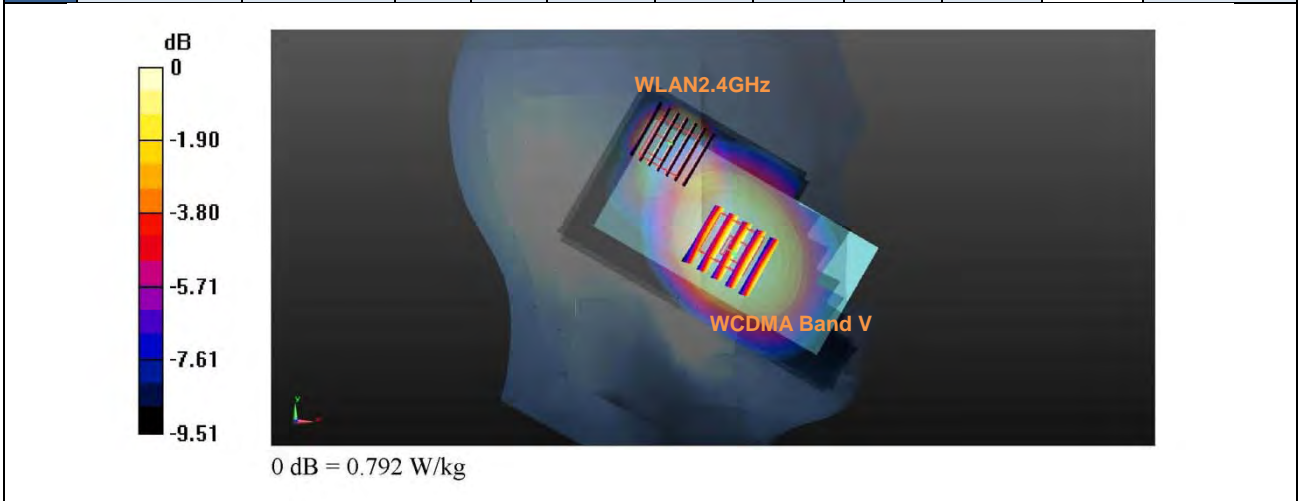 dB
0
-1.90
-3.80
-5.71
-7.61
-9.51
WLAN2.4GHz
WCDMA Band V
y
0 dB = 0.792 W/kg